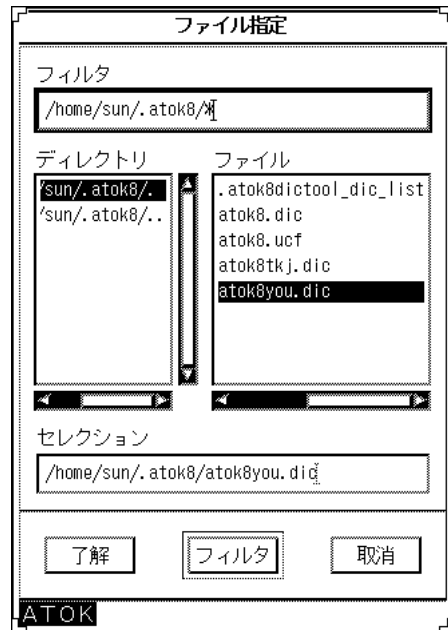 ファイル指定
フィルタ
/home/sun/.atok8/*
ディレクトリ
/sun/.atok8/.
/sun/.atok8/..
ファイル
.atok8dictool_dic_list
atok8.dic
atok8.ucf
atok8tkj.dic
atok8you.dic
セレクション
/home/sun/.atok8/atok8you.dic
了解
フィルタ
取消
ATOK